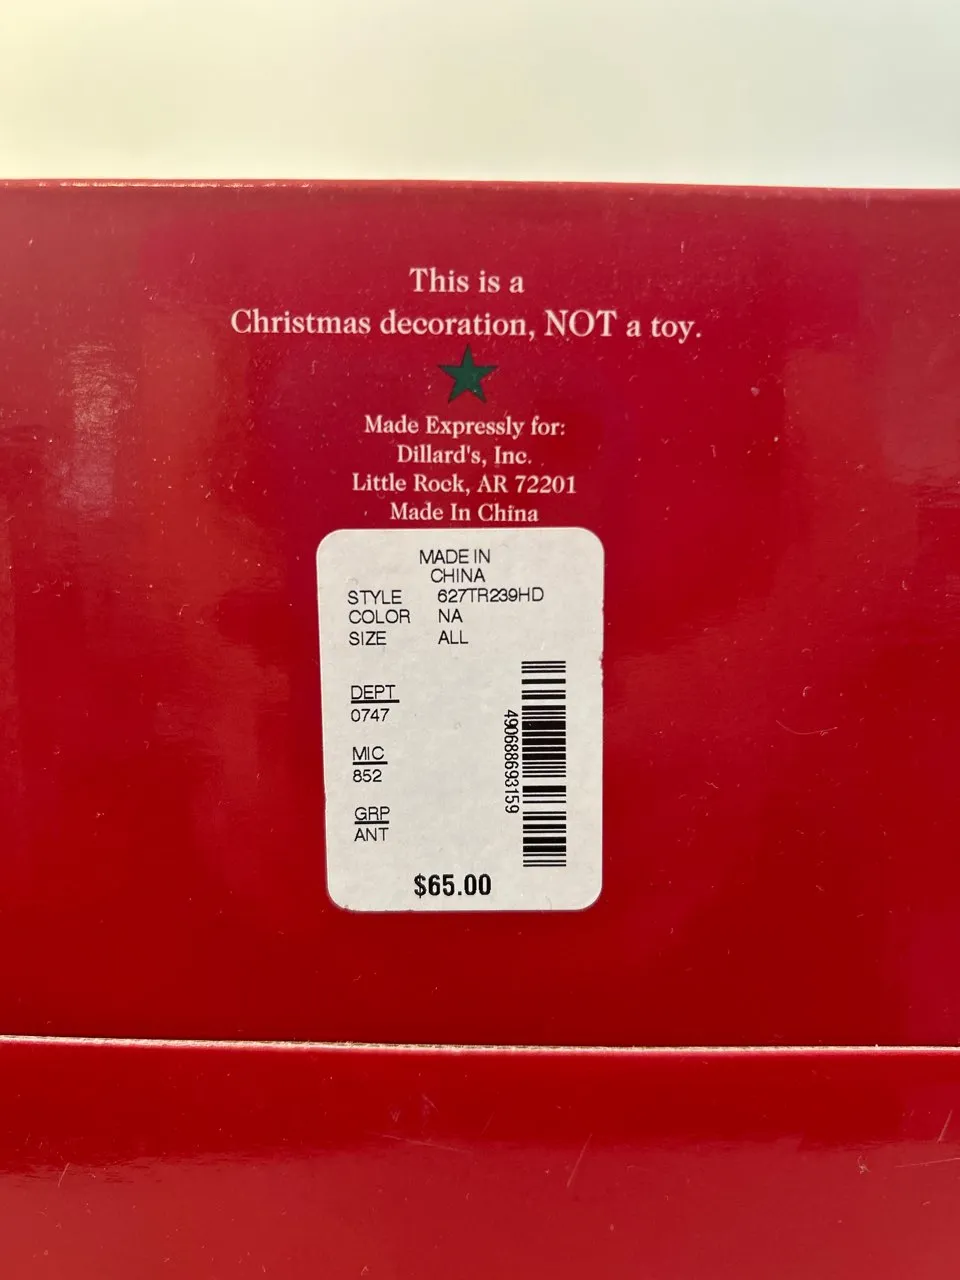 This is a
Christmas decoration, NOT a toy.
Made Expressly for:
Dillard's, Inc.
Little Rock, AR 72201
Made In China
MADE IN
CHINA
STYLE 627TR239HD
COLOR NA
SIZE ALL
DEPT
0747
MIC
852
GRP
ANT
490688693159
$65.00